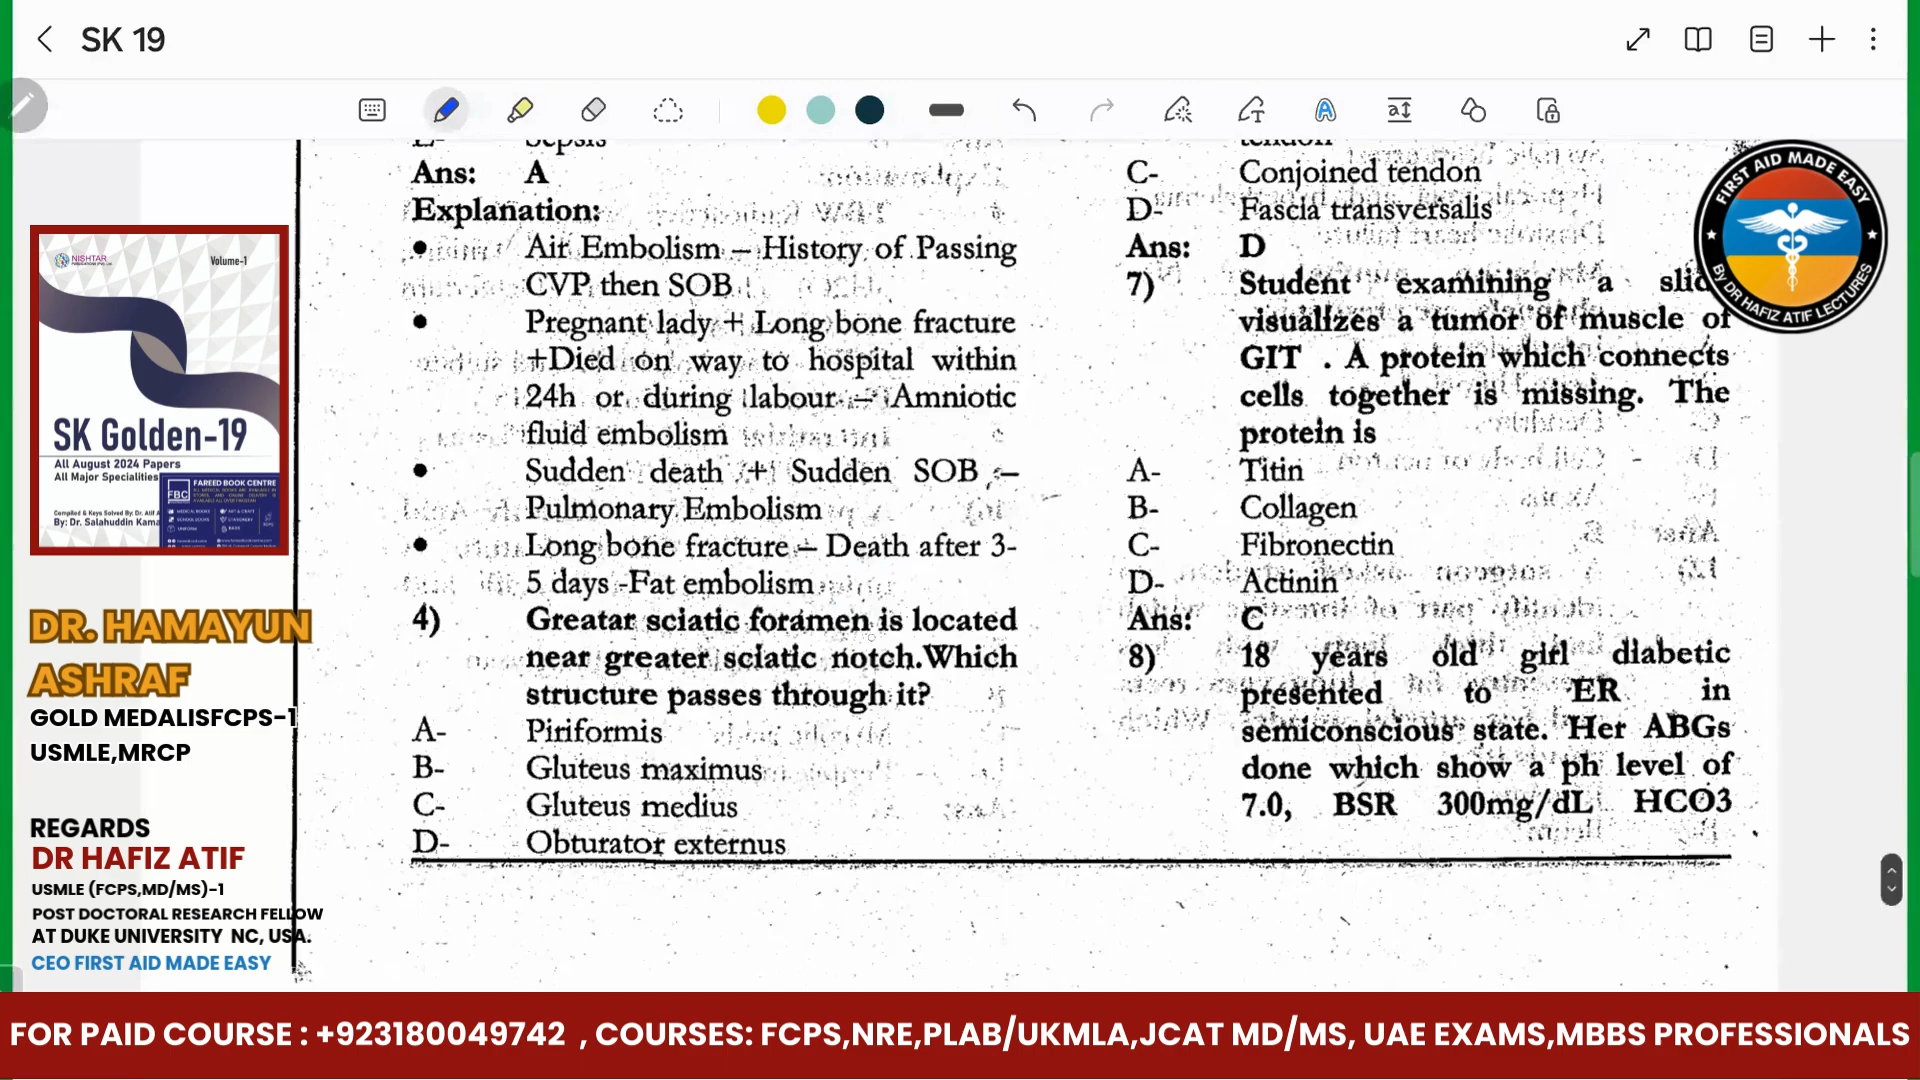 SK 19
NISHTAR
Volume-1
SK Golden-19
All August 2024 Papers
All Major Specialities
FBC
FAREED BOOK CENTRE
By: Dr. Salahuddin Kama
DR. HAMAYUN
ASHRAF
GOLD MEDALISFCPS-1
USMLE,MRCP
REGARDS
DR HAFIZ ATIF
USMLE (FCPS,MD/MS)-1
POST DOCTORAL RESEARCH FELLOW
AT DUKE UNIVERSITY NC, USA.
CEO FIRST AID MADE EASY
Sepsis
Ans: A
Explanation:
• Air Embolism – History of Passing
CVP then SOB
• Pregnant lady + Long bone fracture
+Died on way to hospital within
24h or during labour – Amniotic
fluid embolism
• Sudden death + Sudden SOB –
Pulmonary Embolism
• Long bone fracture – Death after 3-
5 days -Fat embolism
4) Greatar sciatic foramen is located
near greater sciatic notch.Which
structure passes through it?
A- Piriformis
B- Gluteus maximus
C- Gluteus medius
D- Obturator externus
tendon
C- Conjoined tendon
D- Fascia transversalis
Ans: D
7) Student examining a slid
visualizes a tumor of muscle of
GIT . A protein which connects
cells together is missing. The
protein is
A- Titin
B- Collagen
C- Fibronectin
D- Actinin
Ans: C
8) 18 years old girl diabetic
presented to ER in
semiconscious state. Her ABGs
done which show a ph level of
7.0, BSR 300mg/dL HCO3
FIRST AID MADE EASY
By DR HAFIZ ATIF LECTURES
FOR PAID COURSE : +923180049742 , COURSES: FCPS,NRE,PLAB/UKMLA,JCAT MD/MS, UAE EXAMS,MBBS PROFESSIONALS